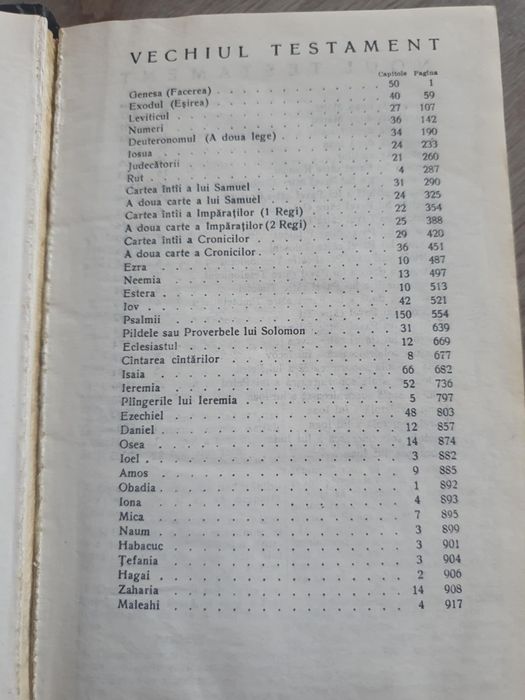 VECHIUL TESTAMENT
Capitole Pagina
Genesa (Facerea) . . . . . . . . . . . . 50 1
Exodul (Eşirea) . . . . . . . . . . . . 40 59
Leviticul . . . . . . . . . . . . 27 107
Numeri . . . . . . . . . . . . 36 142
Deuteronomul (A doua lege) . . . . . . . . 34 190
Iosua . . . . . . . . . . . . 24 233
Judecătorii . . . . . . . . . . . . 21 260
Rut . . . . . . . . . . . . 4 287
Cartea întîi a lui Samuel . . . . . . . . . 31 290
A doua carte a lui Samuel . . . . . . . . . 24 325
Cartea întîi a Impăraţilor (1 Regi) . . . . . . 22 354
A doua carte a Impăraţilor (2 Regi) . . . . . . 25 388
Cartea întîi a Cronicilor . . . . . . . . . 29 420
A doua carte a Cronicilor . . . . . . . . . 36 451
Ezra . . . . . . . . . . . . 10 487
Neemia . . . . . . . . . . . . 13 497
Estera . . . . . . . . . . . . 10 513
Iov . . . . . . . . . . . . 42 521
Psalmii . . . . . . . . . . . . 150 554
Pildele sau Proverbele lui Solomon . . . . . . 31 639
Eclesiastul . . . . . . . . . . . . 12 669
Cîntarea cîntărilor . . . . . . . . . . . 8 677
Isaia . . . . . . . . . . . . 66 682
Ieremia . . . . . . . . . . . . 52 736
Plîngerile lui Ieremia . . . . . . . . . . 5 797
Ezechiel . . . . . . . . . . . . 48 803
Daniel . . . . . . . . . . . . 12 857
Osea . . . . . . . . . . . . 14 874
Ioel . . . . . . . . . . . . 3 882
Amos . . . . . . . . . . . . 9 885
Obadia . . . . . . . . . . . . 1 892
Iona . . . . . . . . . . . . 4 893
Mica . . . . . . . . . . . . 7 895
Naum . . . . . . . . . . . . 3 899
Habacuc . . . . . . . . . . . . 3 901
Ţefania . . . . . . . . . . . . 3 904
Hagai . . . . . . . . . . . . 2 906
Zaharia . . . . . . . . . . . . 14 908
Maleahi . . . . . . . . . . . . 4 917